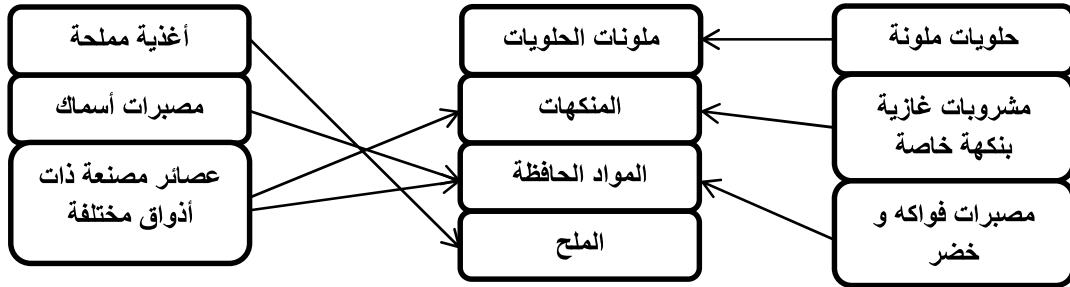 حلويات ملونة
مشروبات غازية
بنكهة خاصة
مصبرات فواكه و
خضر
ملونات الحلويات
المنكهات
المواد الحافظة
الملح
أغذية مملحة
مصبرات أسماك
عصائر مصنعة ذات
أذواق مختلفة